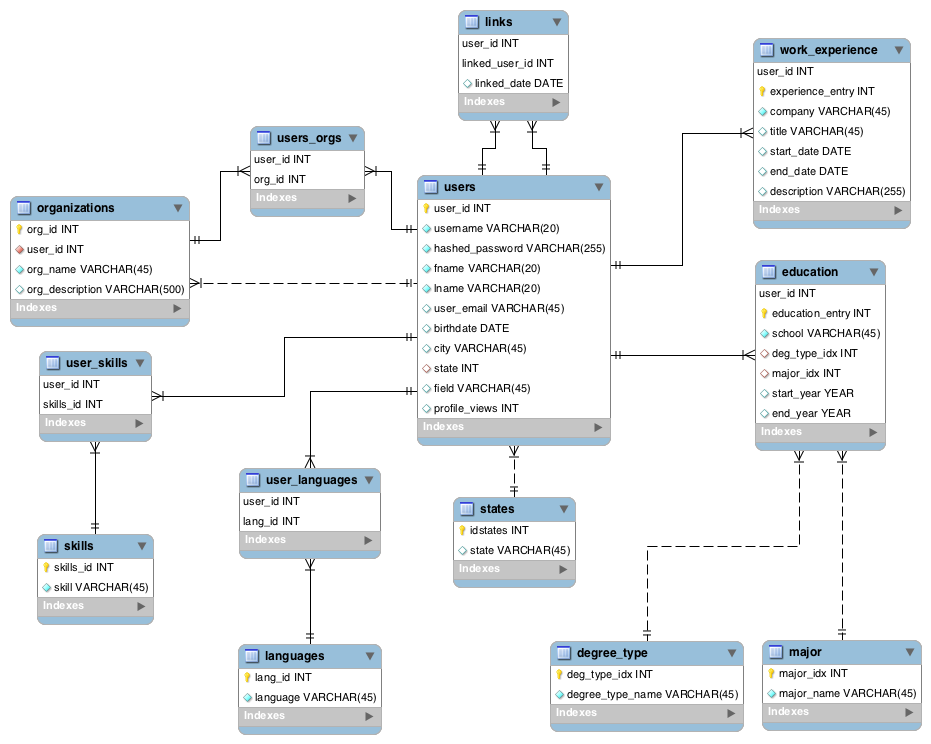 links
user_id INT
linked_user_id INT
linked_date DATE
Indexes
work_experience
user_id INT
experience_entry INT
company VARCHAR(45)
title VARCHAR(45)
start_date DATE
end_date DATE
description VARCHAR(255)
Indexes
users_orgs
user_id INT
org_id INT
Indexes
organizations
org_id INT
user_id INT
org_name VARCHAR(45)
org_description VARCHAR(500)
Indexes
users
user_id INT
username VARCHAR(20)
hashed_password VARCHAR(255)
fname VARCHAR(20)
lname VARCHAR(20)
user_email VARCHAR(45)
birthdate DATE
city VARCHAR(45)
state INT
field VARCHAR(45)
profile_views INT
Indexes
education
user_id INT
education_entry INT
school VARCHAR(45)
deg_type_idx INT
major_idx INT
start_year YEAR
end_year YEAR
Indexes
user_skills
user_id INT
skills_id INT
Indexes
user_languages
user_id INT
lang_id INT
Indexes
states
idstates INT
state VARCHAR(45)
Indexes
skills
skills_id INT
skill VARCHAR(45)
Indexes
languages
lang_id INT
language VARCHAR(45)
Indexes
degree_type
deg_type_idx INT
degree_type_name VARCHAR(45)
Indexes
major
major_idx INT
major_name VARCHAR(45)
Indexes